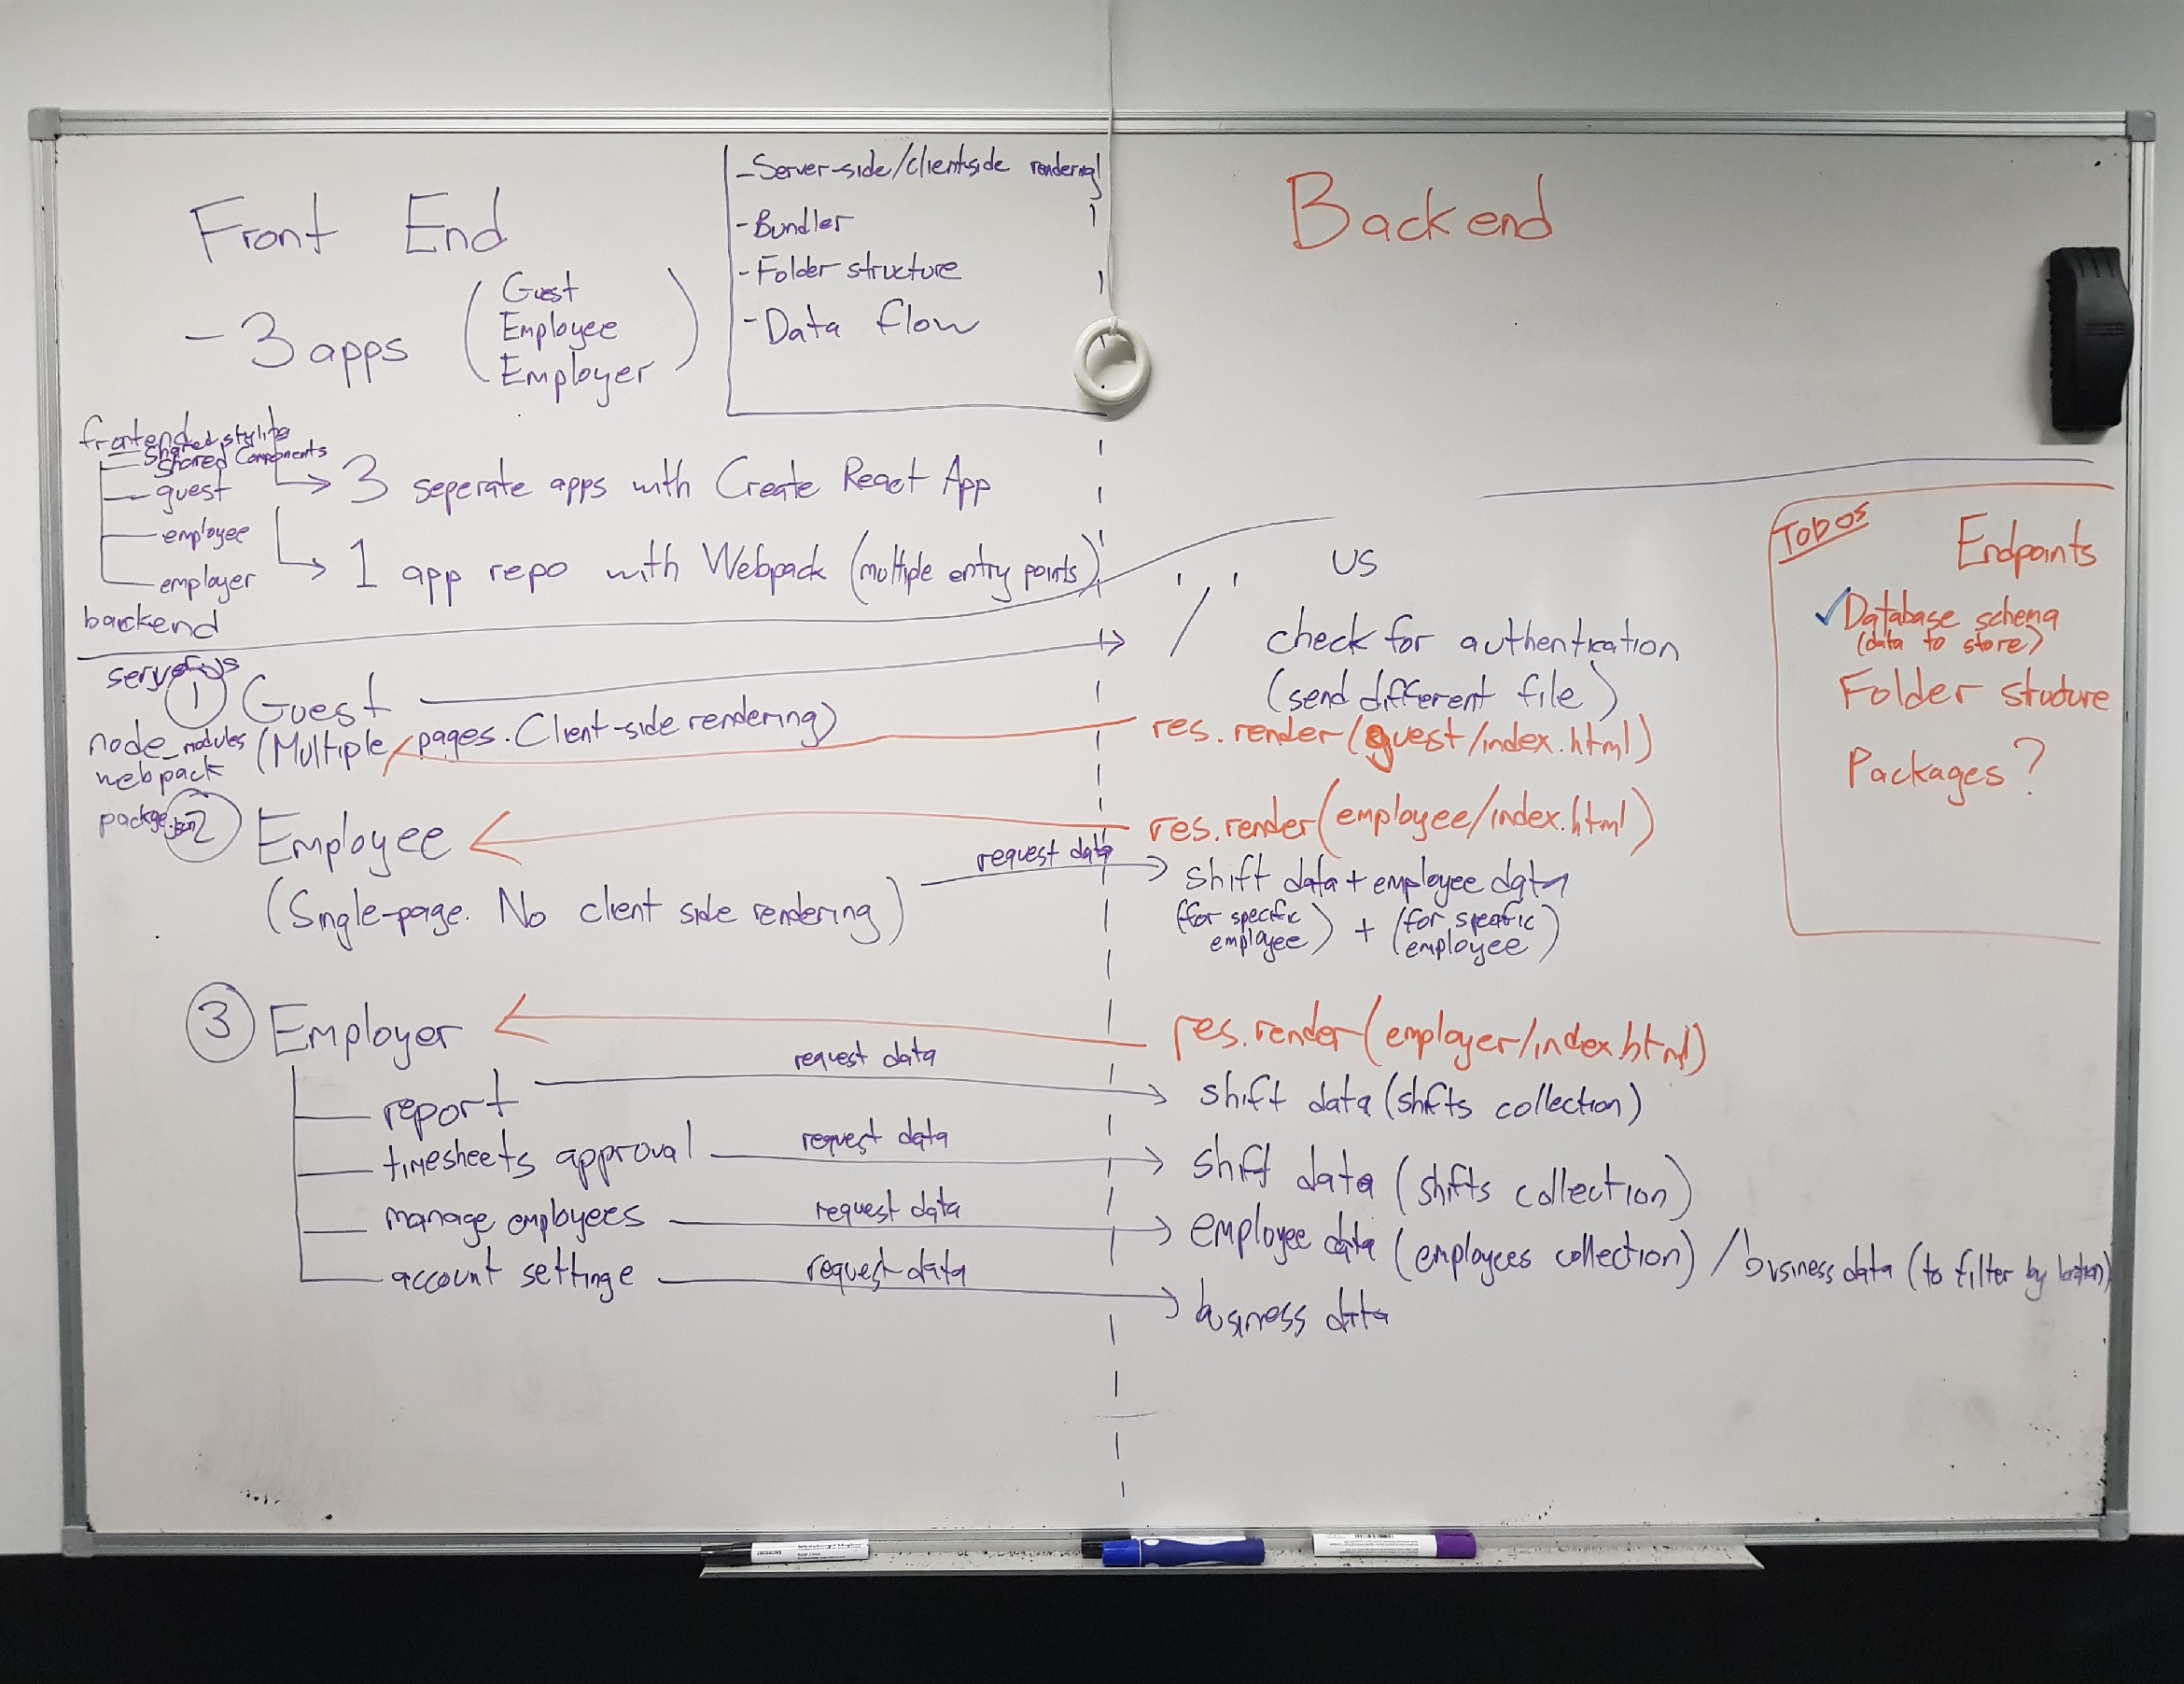 Front End
- 3 apps
( Guest
Employee
Employer )
- Server-side/clientside rendering
- Bundler
- Folder structure
- Data flow
Backend
frontend
shared styling
shared components
guest
employee
employer
backend
server.js
node_modules
webpack
package.json
3 seperate apps with Create React App
1 app repo with Webpack (multiple entry points)
US
'/'
check for authentication
(send different file)
TODOS
Endpoints
✓ Database schema
(data to store)
Folder stuture
Packages?
1 Guest
(Multiple pages. Client-side rendering)
res.render(guest/index.html)
2 Employee
res.render(employee/index.html)
(Single-page. No client side rendering)
request data
shift data + employee data
(for specific employee) + (for specific employee)
3 Employer
res.render(employer/index.html)
report
request data
shift data (shifts collection)
timesheets approval
request data
shift data (shifts collection)
manage employees
request data
employee data (employees collection) / business data (to filter by location)
account settings
request data
business data